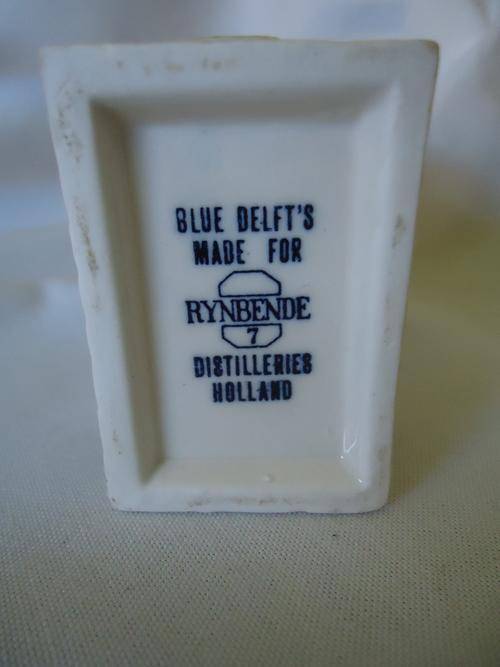 BLUE DELFT'S
MADE FOR
RYNBENDE
7
DISTILLERIES
HOLLAND